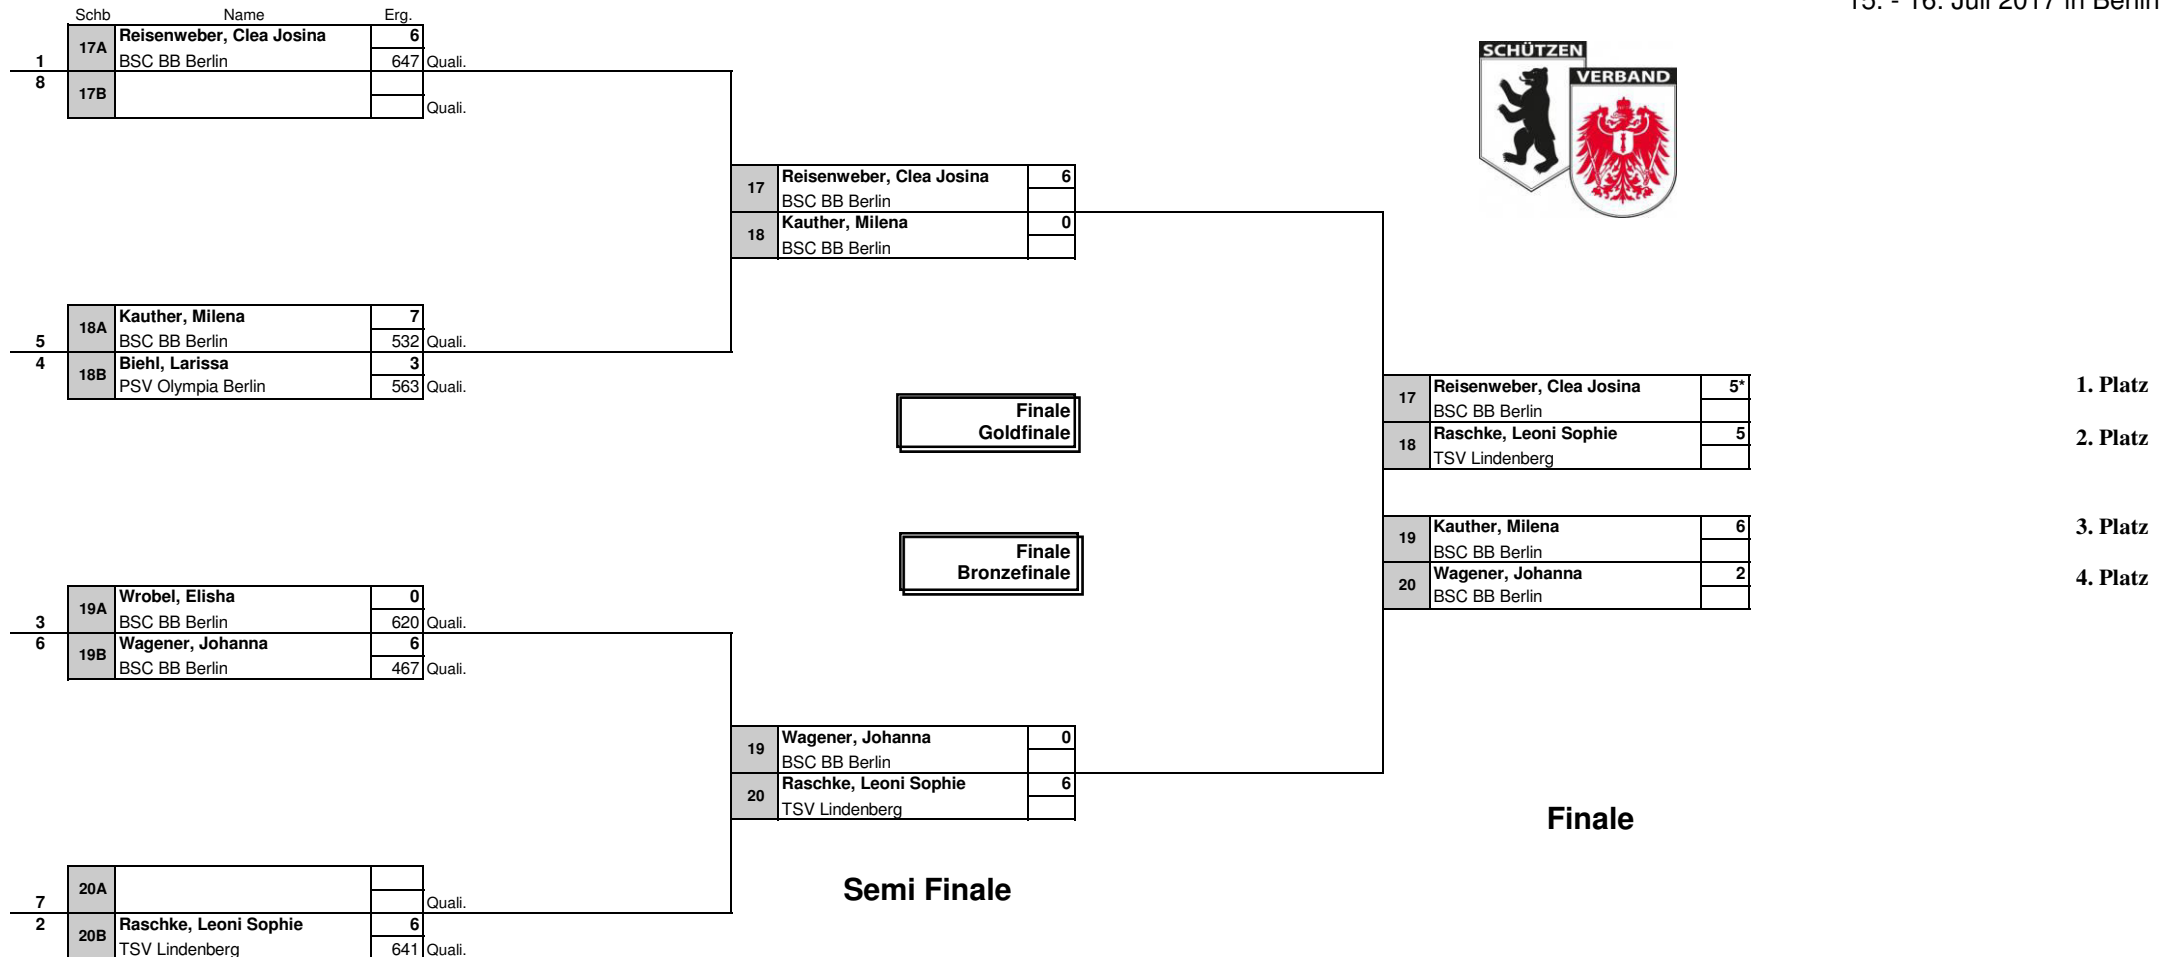 15. - 16. Juli 2017 in Berlin
Schb Name Erg.
17A Reisenweber, Clea Josina 6
1 BSC BB Berlin 647 Quali.
8 17B
Quali.
SCHÜTZEN
VERBAND
17 Reisenweber, Clea Josina 6
BSC BB Berlin
18 Kauther, Milena 0
BSC BB Berlin
18A Kauther, Milena 7
5 BSC BB Berlin 532 Quali.
4 18B Biehl, Larissa 3
PSV Olympia Berlin 563 Quali.
Finale
Goldfinale
17 Reisenweber, Clea Josina 5* 1. Platz
BSC BB Berlin
18 Raschke, Leoni Sophie 5 2. Platz
TSV Lindenberg
Finale
Bronzefinale
19 Kauther, Milena 6 3. Platz
BSC BB Berlin
20 Wagener, Johanna 2 4. Platz
BSC BB Berlin
19A Wrobel, Elisha 0
3 BSC BB Berlin 620 Quali.
6 19B Wagener, Johanna 6
BSC BB Berlin 467 Quali.
19 Wagener, Johanna 0
BSC BB Berlin
20 Raschke, Leoni Sophie 6
TSV Lindenberg
Finale
Semi Finale
20A
7 Quali.
2 20B Raschke, Leoni Sophie 6
TSV Lindenberg 641 Quali.